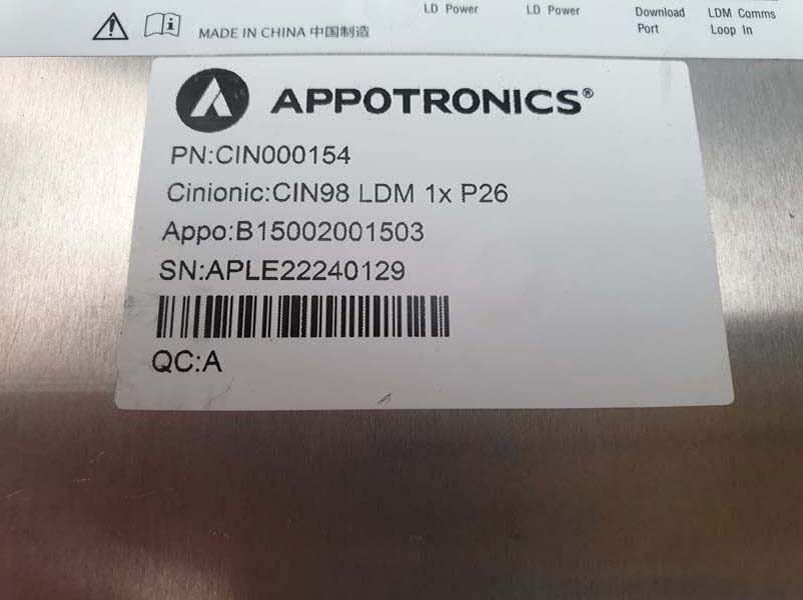 LD Power
LD Power
Download
Port
LDM Comms
Loop In
MADE IN CHINA 中国制造
APPOTRONICS®
PN:CIN000154
Cinionic:CIN98 LDM 1x P26
Appo:B15002001503
SN:APLE22240129
QC:A